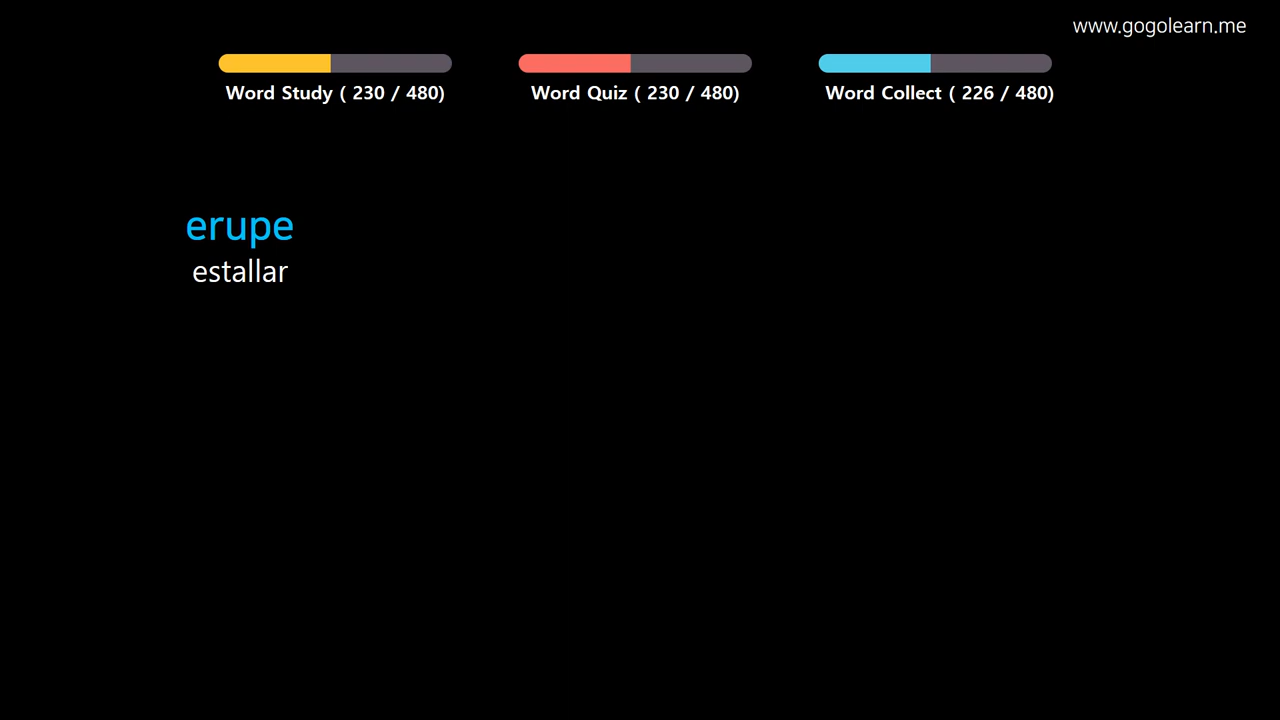 www.gogolearn.me
Word Study ( 230 / 480)
Word Quiz ( 230 / 480)
Word Collect ( 226 / 480)
erupe
estallar